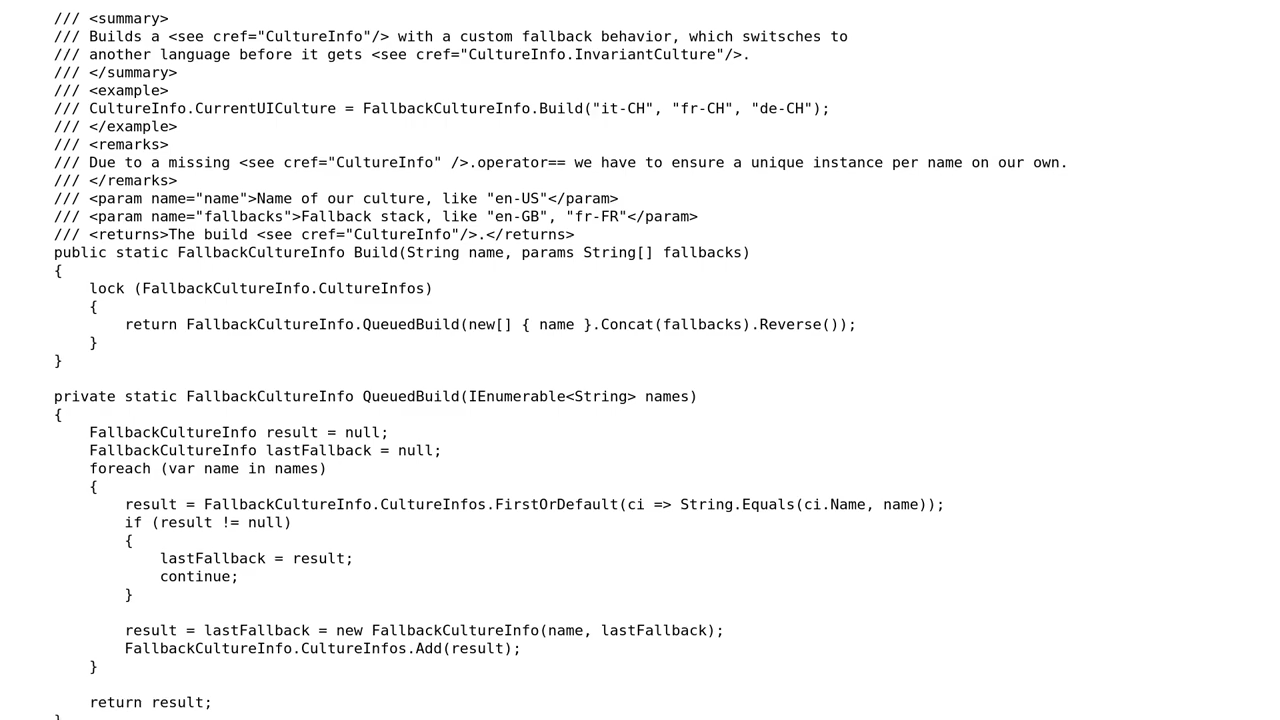 /// <summary>
/// Builds a <see cref="CultureInfo"/> with a custom fallback behavior, which switsches to
/// another language before it gets <see cref="CultureInfo.InvariantCulture"/>.
/// </summary>
/// <example>
/// CultureInfo.CurrentUICulture = FallbackCultureInfo.Build("it-CH", "fr-CH", "de-CH");
/// </example>
/// <remarks>
/// Due to a missing <see cref="CultureInfo" />.operator== we have to ensure a unique instance per name on our own.
/// </remarks>
/// <param name="name">Name of our culture, like "en-US"</param>
/// <param name="fallbacks">Fallback stack, like "en-GB", "fr-FR"</param>
/// <returns>The build <see cref="CultureInfo"/>.</returns>
public static FallbackCultureInfo Build(String name, params String[] fallbacks)
{
    lock (FallbackCultureInfo.CultureInfos)
    {
        return FallbackCultureInfo.QueuedBuild(new[] { name }.Concat(fallbacks).Reverse());
    }
}

private static FallbackCultureInfo QueuedBuild(IEnumerable<String> names)
{
    FallbackCultureInfo result = null;
    FallbackCultureInfo lastFallback = null;
    foreach (var name in names)
    {
        result = FallbackCultureInfo.CultureInfos.FirstOrDefault(ci => String.Equals(ci.Name, name));
        if (result != null)
        {
            lastFallback = result;
            continue;
        }

        result = lastFallback = new FallbackCultureInfo(name, lastFallback);
        FallbackCultureInfo.CultureInfos.Add(result);
    }

    return result;
}